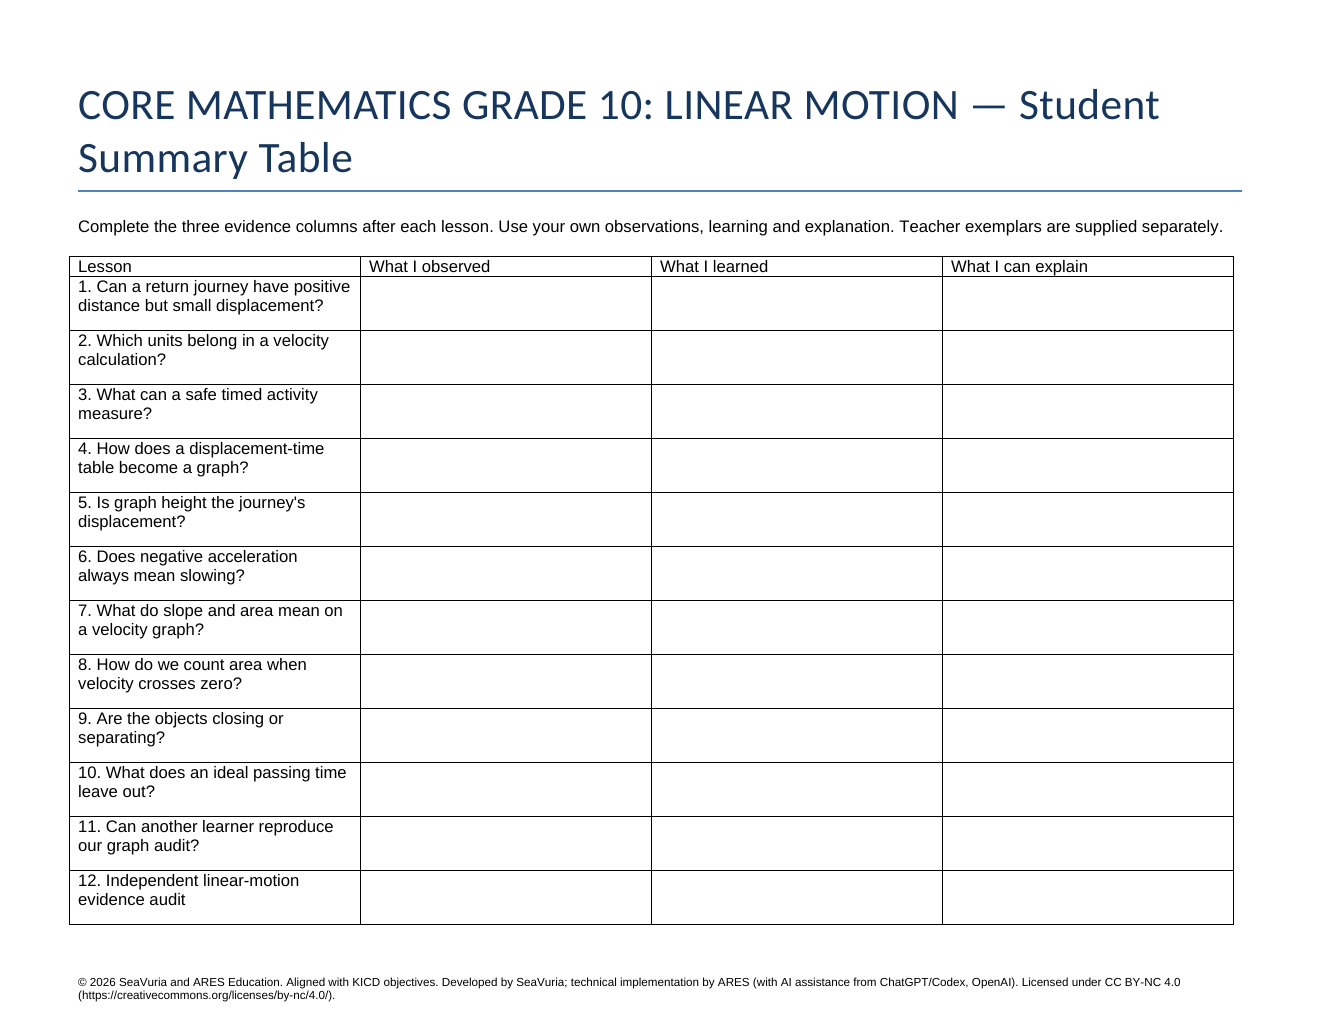 CORE MATHEMATICS GRADE 10: LINEAR MOTION — Student
Summary Table
Complete the three evidence columns after each lesson. Use your own observations, learning and explanation. Teacher exemplars are supplied separately.
Lesson What I observed What I learned What I can explain
1. Can a return journey have positive
distance but small displacement?
2. Which units belong in a velocity
calculation?
3. What can a safe timed activity
measure?
4. How does a displacement-time
table become a graph?
5. Is graph height the journey's
displacement?
6. Does negative acceleration
always mean slowing?
7. What do slope and area mean on
a velocity graph?
8. How do we count area when
velocity crosses zero?
9. Are the objects closing or
separating?
10. What does an ideal passing time
leave out?
11. Can another learner reproduce
our graph audit?
12. Independent linear-motion
evidence audit
© 2026 SeaVuria and ARES Education. Aligned with KICD objectives. Developed by SeaVuria; technical implementation by ARES (with AI assistance from ChatGPT/Codex, OpenAI). Licensed under CC BY-NC 4.0
(https://creativecommons.org/licenses/by-nc/4.0/).